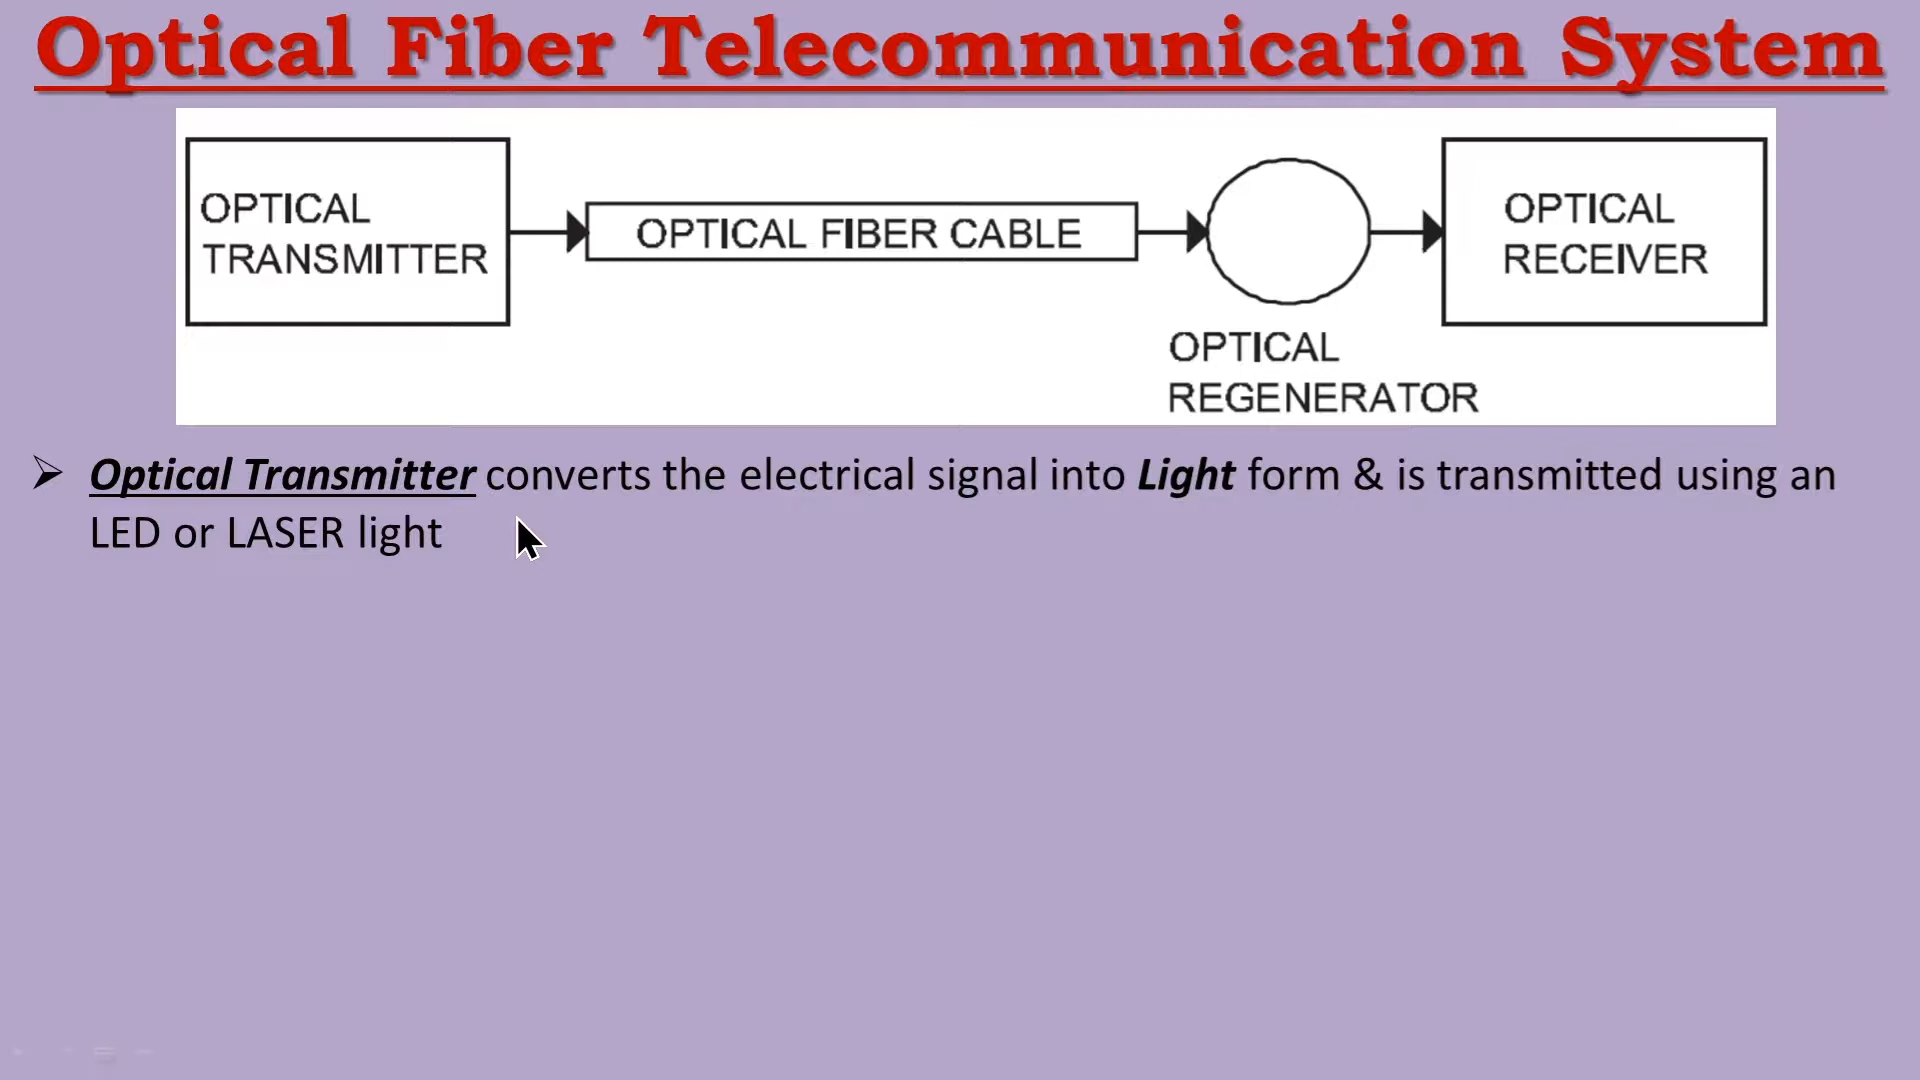 Optical Fiber Telecommunication System
OPTICAL
TRANSMITTER
OPTICAL FIBER CABLE
OPTICAL
REGENERATOR
OPTICAL
RECEIVER
Optical Transmitter converts the electrical signal into Light form & is transmitted using an
LED or LASER light